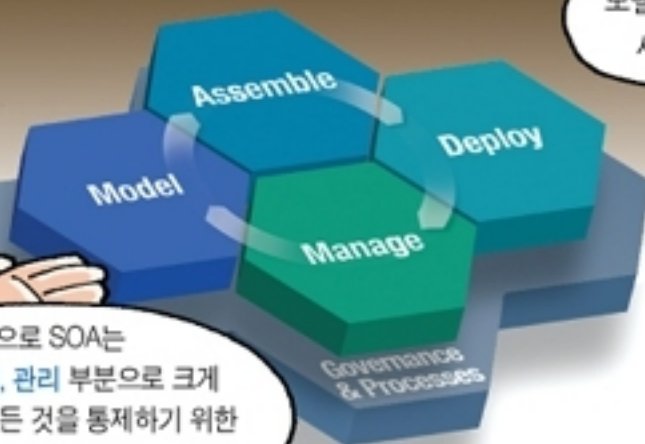 Assemble
Deploy
Model
Manage
Governance
& Processes
으로 SOA는
, 관리 부분으로 크게
든 것을 통제하기 위한